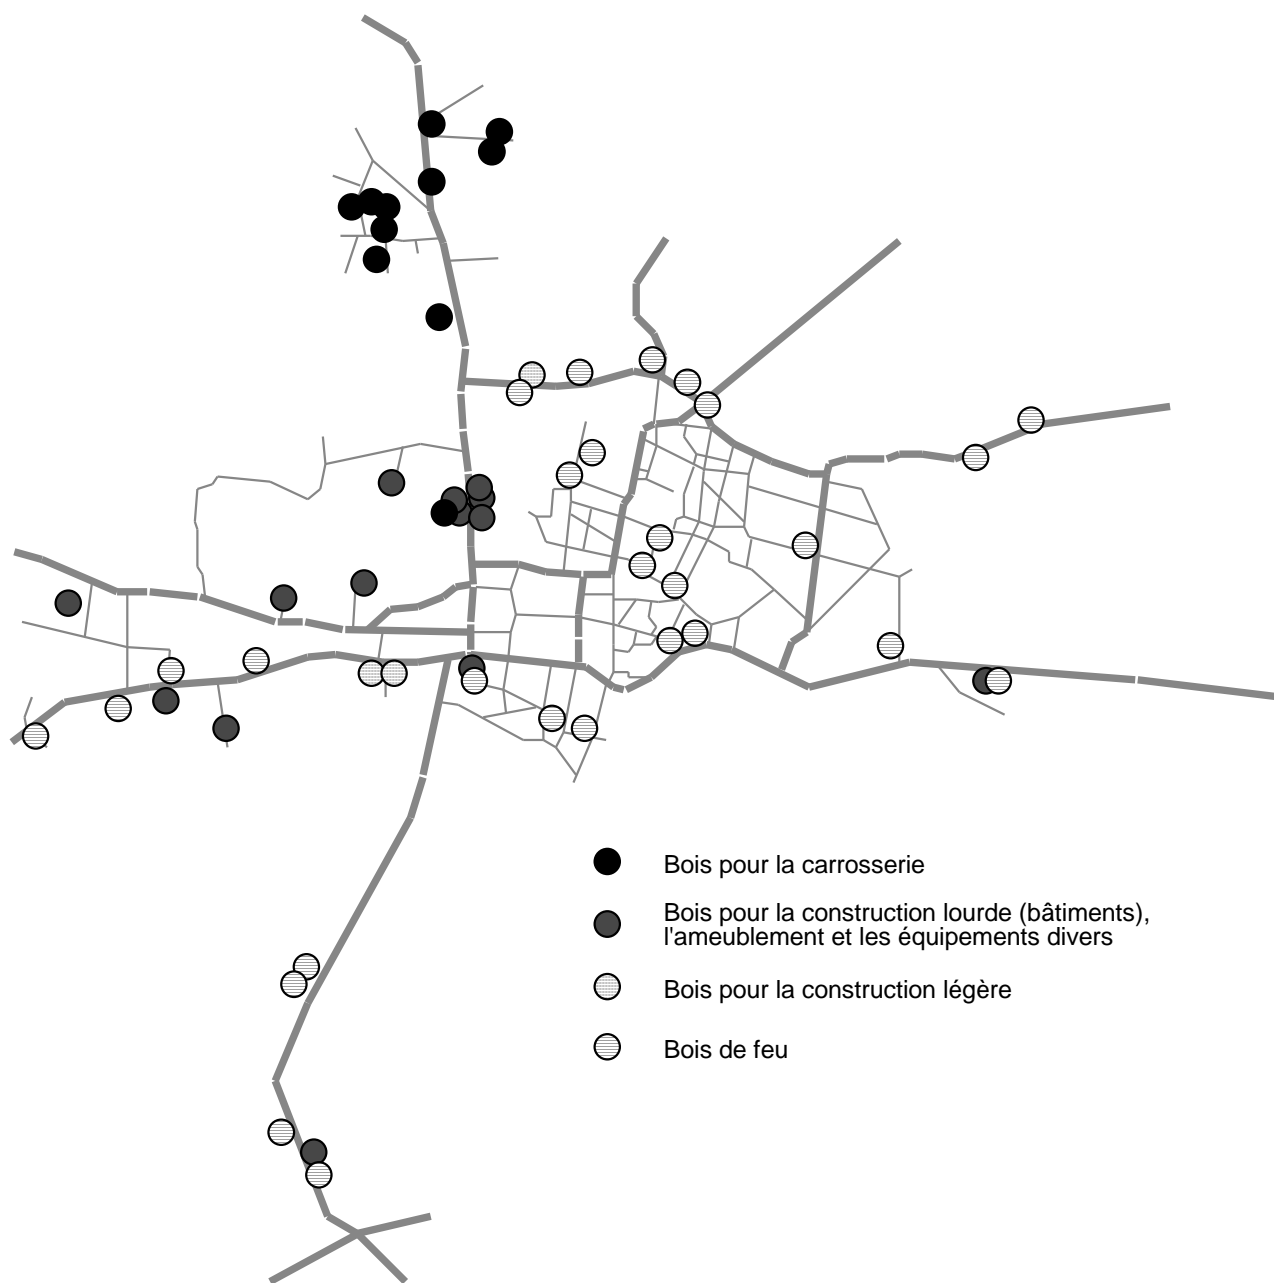 Bois pour la carrosserie
Bois pour la construction lourde (bâtiments),
l'ameublement et les équipements divers
Bois pour la construction légère
Bois de feu